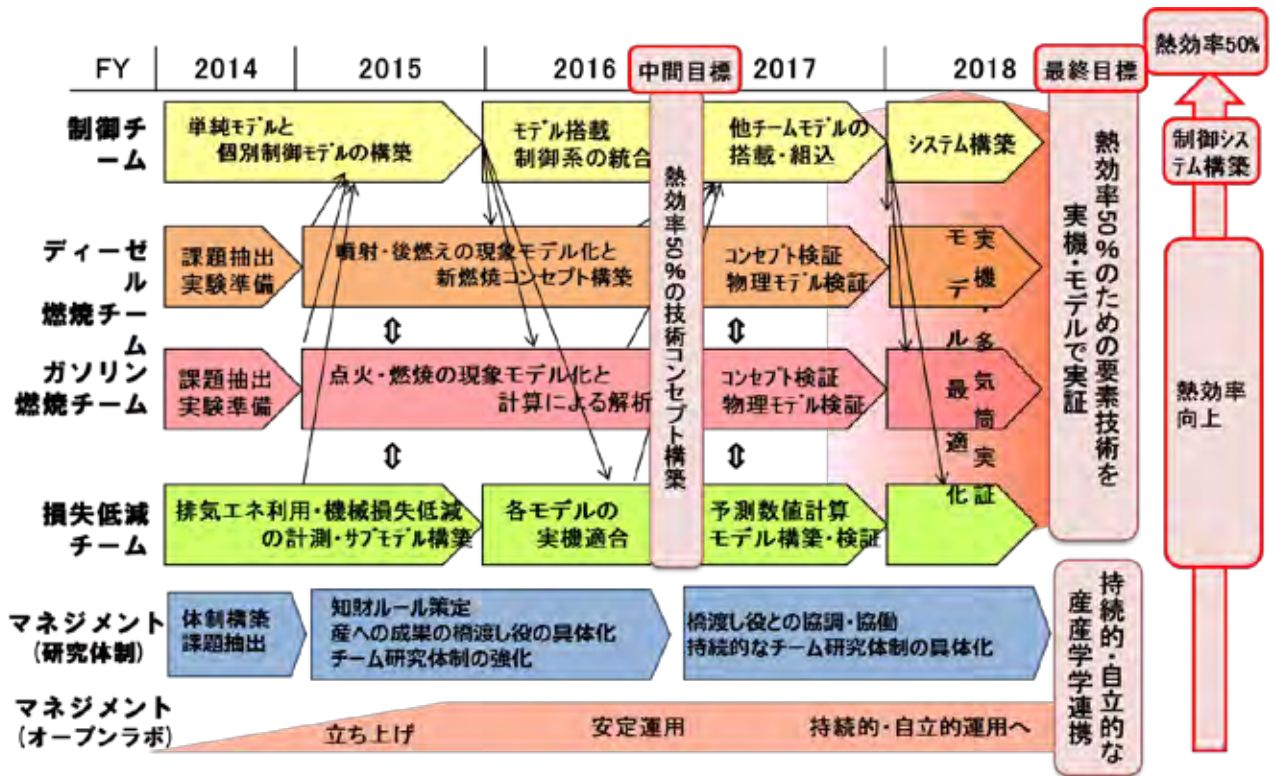 FY
2014
2015
2016
中間目標
2017
2018
最終目標
熱効率50%
制御チ
ーム
単純モデルと
個別制御モデルの構築
モデル搭載
制御系の統合
他チームモデルの
搭載・組込
システム構築
制御シス
テム構築
ディーゼ
ル
燃焼チー
ム
課題抽出
実験準備
噴射・後燃えの現象モデル化と
新燃焼コンセプト構築
コンセプト検証
物理モデル検証
ガソリン
燃焼チーム
課題抽出
実験準備
点火・燃焼の現象モデル化と
計算による解析
コンセプト検証
物理モデル検証
実機・多気筒実証
モデル最適化
熱効率50%の技術コンセプト構築
熱効率50%のための要素技術を
実機・モデルで実証
熱効率
向上
損失低減
チーム
排気エネ利用・機械損失低減
の計測・サブモデル構築
各モデルの
実機適合
予測数値計算
モデル構築・検証
マネジメント
(研究体制)
体制構築
課題抽出
知財ルール策定
産への成果の橋渡し役の具体化
チーム研究体制の強化
橋渡し役との協調・協働
持続的なチーム研究体制の具体化
持続的・自立的な
産産学学連携
マネジメント
(オープンラボ)
立ち上げ
安定運用
持続的・自立的運用へ